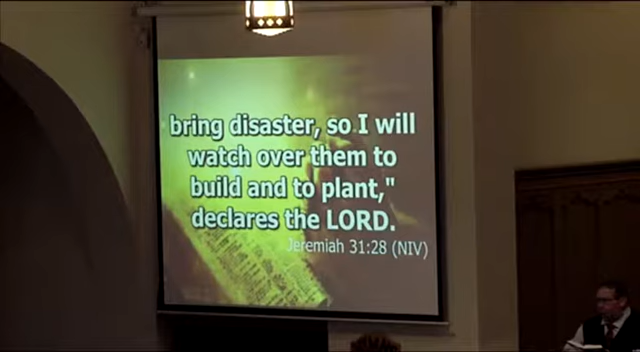 bring disaster, so I will
watch over them to
build and to plant,"
declares the LORD.
Jeremiah 31:28 (NIV)